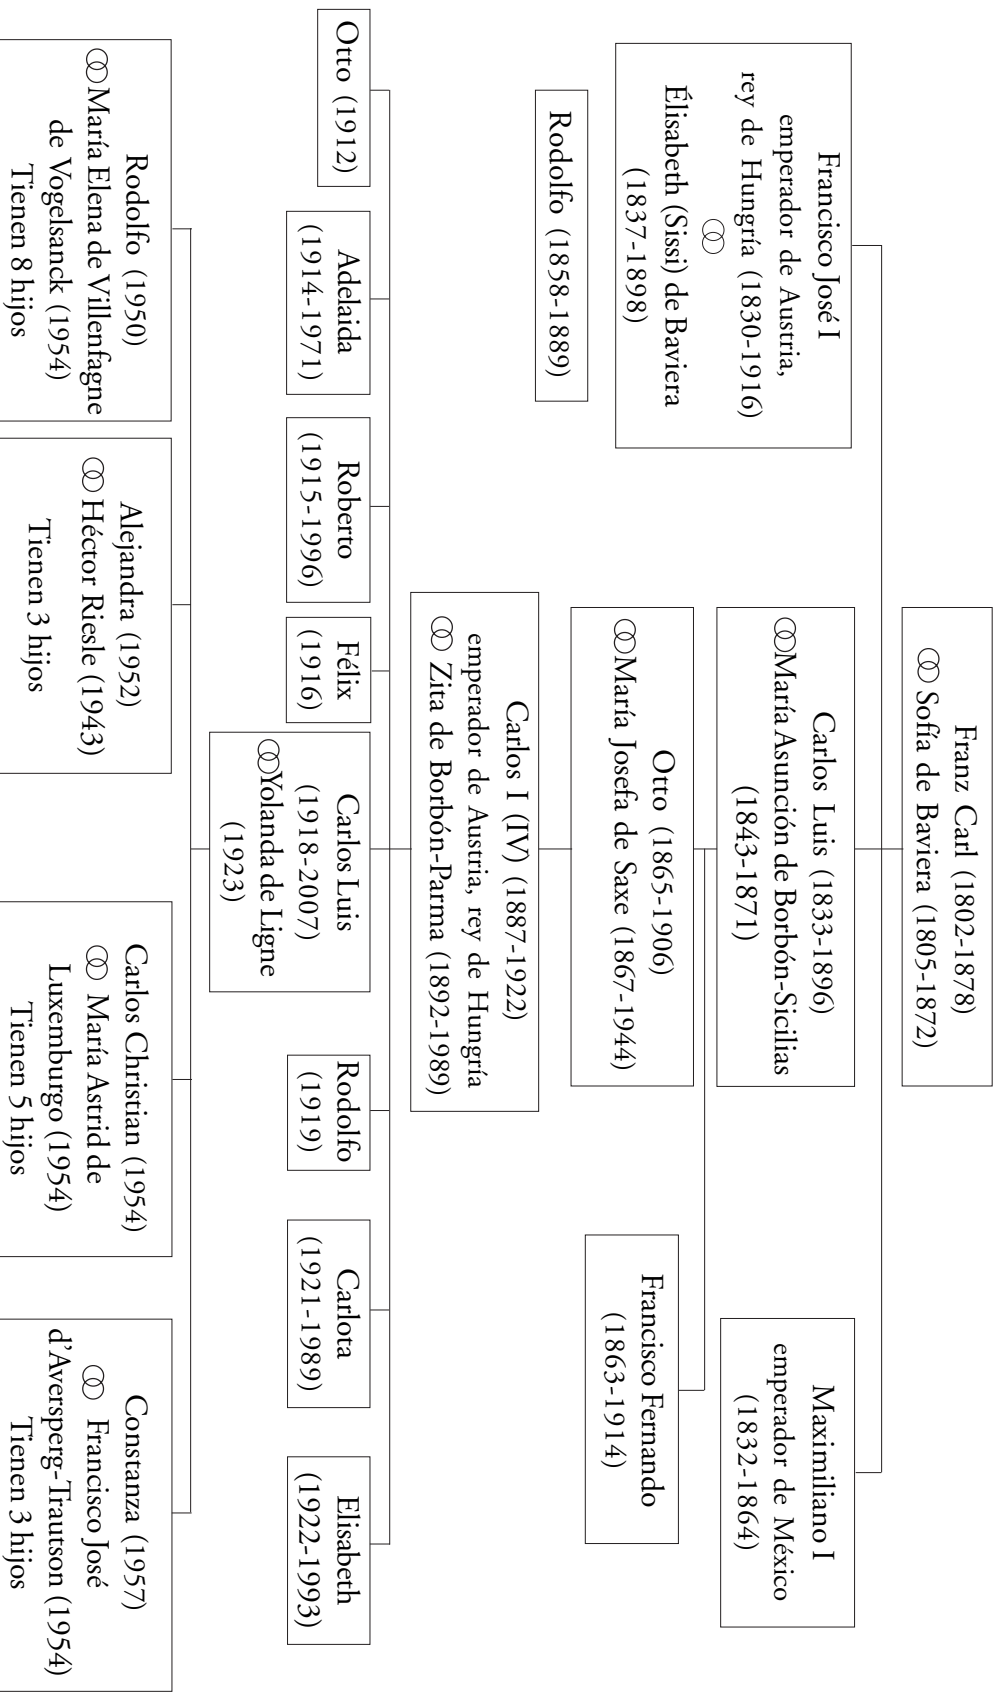 Franz Carl (1802-1878)
Sofía de Baviera (1805-1872)
Francisco José I
emperador de Austria,
rey de Hungría (1830-1916)
Élisabeth (Sissi) de Baviera
(1837-1898)
Carlos Luis (1833-1896)
María Asunción de Borbón-Sicilias
(1843-1871)
Maximiliano I
emperador de México
(1832-1864)
Rodolfo (1858-1889)
Otto (1865-1906)
María Josefa de Saxe (1867-1944)
Francisco Fernando
(1863-1914)
Carlos I (IV) (1887-1922)
emperador de Austria, rey de Hungría
Zita de Borbón-Parma (1892-1989)
Otto (1912)
Adelaida
(1914-1971)
Roberto
(1915-1996)
Félix
(1916)
Carlos Luis
(1918-2007)
Yolanda de Ligne
(1923)
Rodolfo
(1919)
Carlota
(1921-1989)
Elisabeth
(1922-1993)
Rodolfo (1950)
María Elena de Villenfagne
de Vogelsanck (1954)
Tienen 8 hijos
Alejandra (1952)
Héctor Riesle (1943)
Tienen 3 hijos
Carlos Christian (1954)
María Astrid de
Luxemburgo (1954)
Tienen 5 hijos
Constanza (1957)
Francisco José
d'Aversperg-Trautson (1954)
Tienen 3 hijos